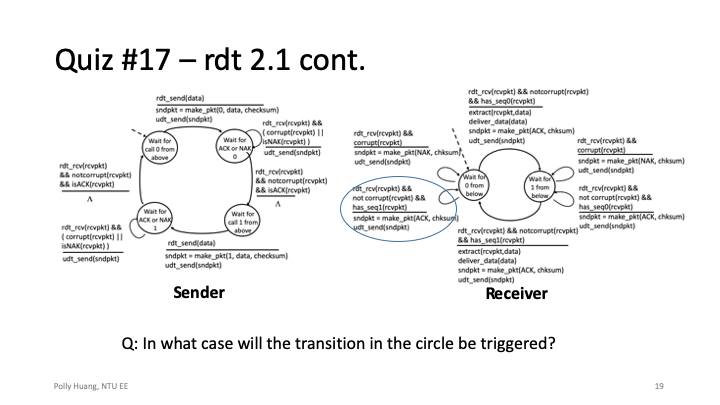 Quiz #17 – rdt 2.1 cont.
rdt_send(data)
sndpkt = make_pkt(0, data, checksum)
udt_send(sndpkt)
Wait for
call 0 from
above
Wait for
ACK or NAK
0
rdt_rcv(rcvpkt) &&
( corrupt(rcvpkt) ||
isNAK(rcvpkt) )
udt_send(sndpkt)
rdt_rcv(rcvpkt)
&& notcorrupt(rcvpkt)
&& isACK(rcvpkt)
Λ
rdt_rcv(rcvpkt)
&& notcorrupt(rcvpkt)
&& isACK(rcvpkt)
Λ
Wait for
ACK or NAK
1
Wait for
call 1 from
above
rdt_rcv(rcvpkt) &&
( corrupt(rcvpkt) ||
isNAK(rcvpkt) )
udt_send(sndpkt)
rdt_send(data)
sndpkt = make_pkt(1, data, checksum)
udt_send(sndpkt)
Sender
rdt_rcv(rcvpkt) && notcorrupt(rcvpkt)
&& has_seq0(rcvpkt)
extract(rcvpkt,data)
deliver_data(data)
sndpkt = make_pkt(ACK, chksum)
udt_send(sndpkt)
rdt_rcv(rcvpkt) &&
corrupt(rcvpkt)
sndpkt = make_pkt(NAK, chksum)
udt_send(sndpkt)
rdt_rcv(rcvpkt) &&
not corrupt(rcvpkt) &&
has_seq1(rcvpkt)
sndpkt = make_pkt(ACK, chksum)
udt_send(sndpkt)
Wait for
0 from
below
Wait for
1 from
below
rdt_rcv(rcvpkt) &&
corrupt(rcvpkt)
sndpkt = make_pkt(NAK, chksum)
udt_send(sndpkt)
rdt_rcv(rcvpkt) &&
not corrupt(rcvpkt) &&
has_seq0(rcvpkt)
sndpkt = make_pkt(ACK, chksum)
udt_send(sndpkt)
rdt_rcv(rcvpkt) && notcorrupt(rcvpkt)
&& has_seq1(rcvpkt)
extract(rcvpkt,data)
deliver_data(data)
sndpkt = make_pkt(ACK, chksum)
udt_send(sndpkt)
Receiver
Q: In what case will the transition in the circle be triggered?
Polly Huang, NTU EE
19